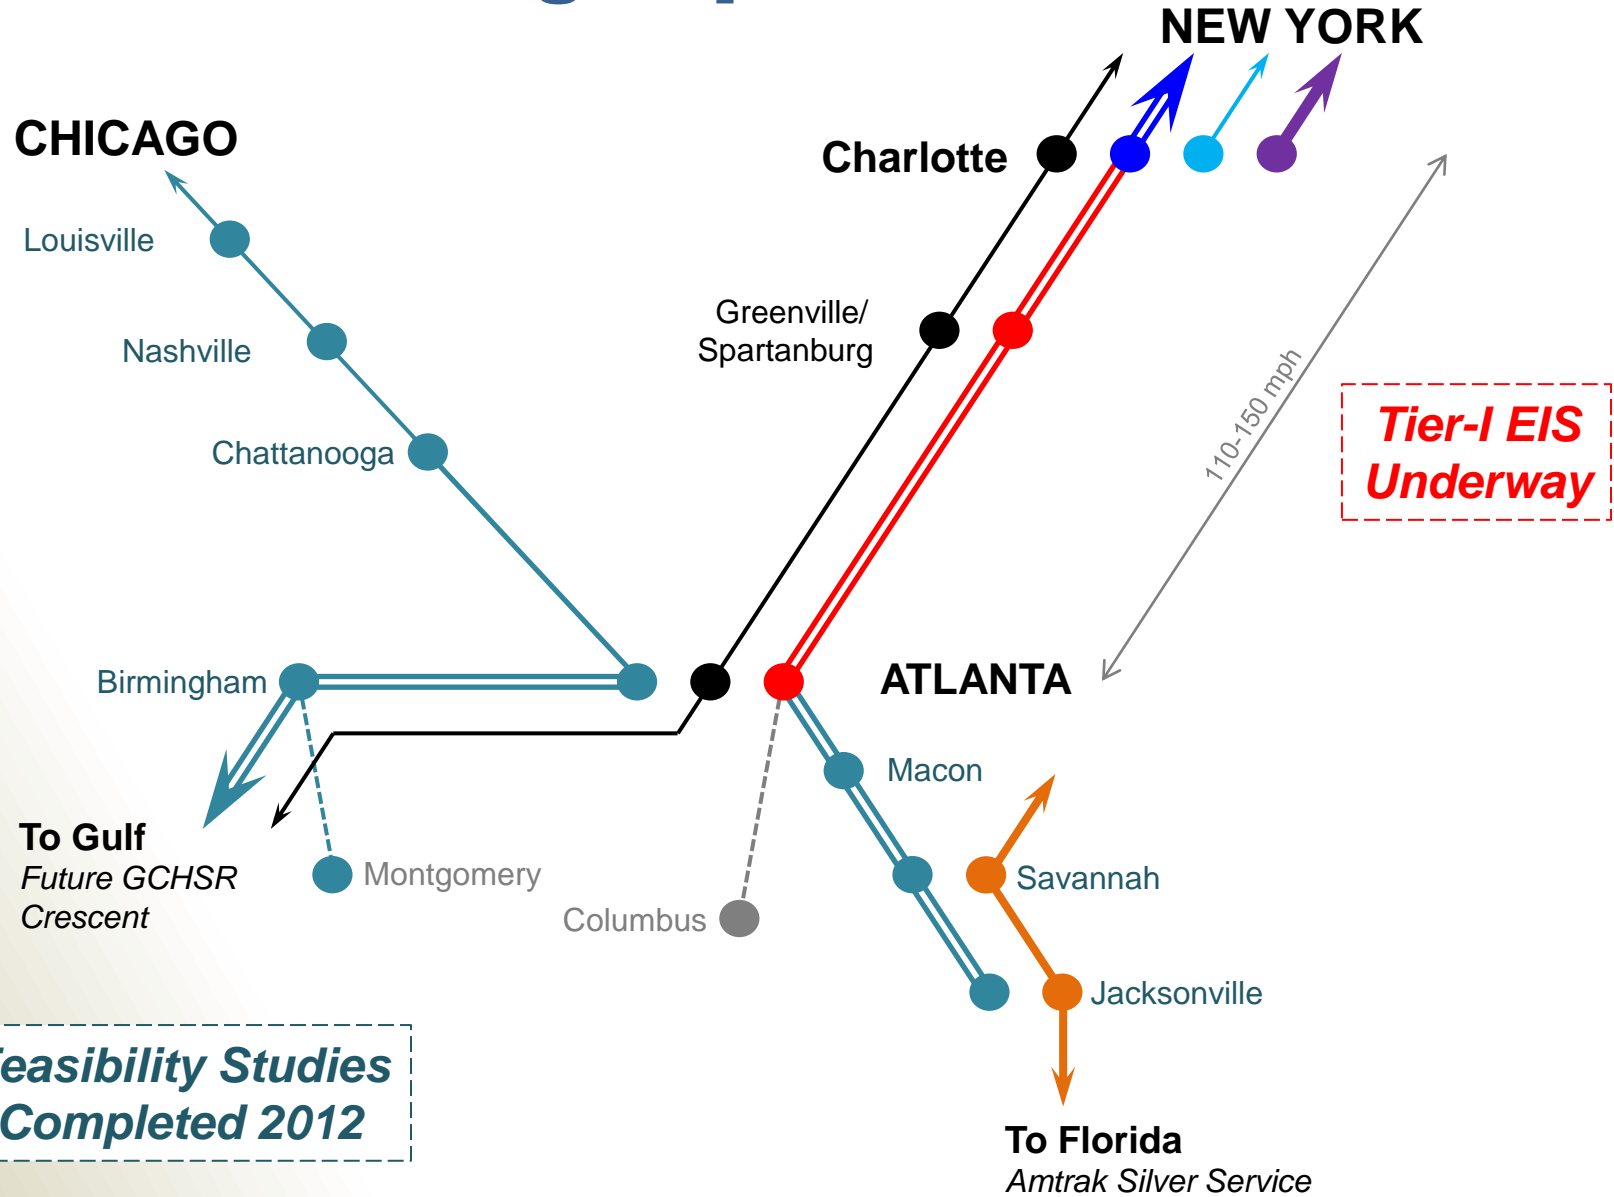 NEW YORK
CHICAGO
Charlotte
Louisville
Greenville/
Spartanburg
Nashville
110-150 mph
Tier-I EIS
Underway
Chattanooga
Birmingham
ATLANTA
Macon
To Gulf
Future GCHSR
Crescent
Montgomery
Savannah
Columbus
Jacksonville
easibility Studies
Completed 2012
To Florida
Amtrak Silver Service